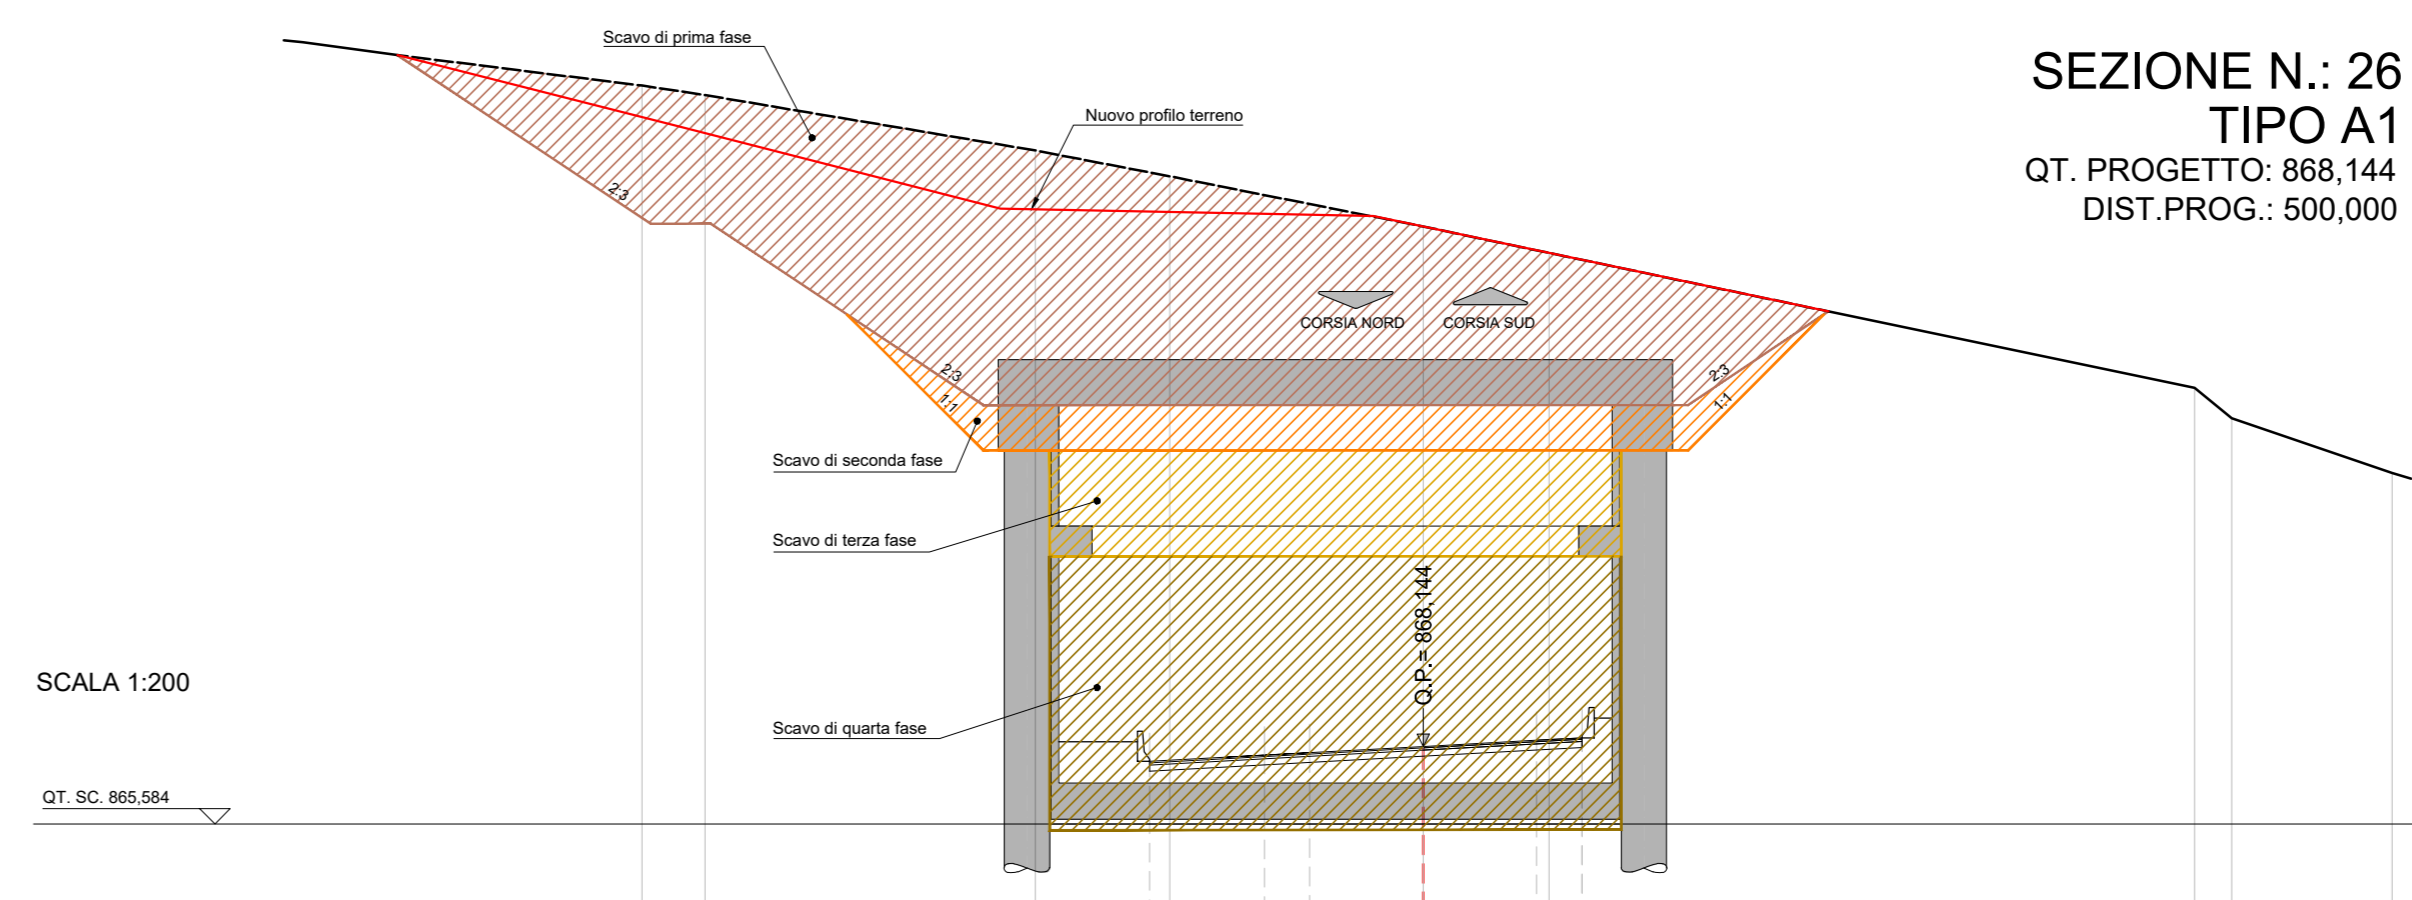 Scavo di prima fase
SEZIONE N.: 26
TIPO A1
QT. PROGETTO: 868,144
DIST.PROG.: 500,000
Nuovo profilo terreno
2:3
CORSIA NORD
CORSIA SUD
2:3
1:1
2:3
1:1
Scavo di seconda fase
Scavo di terza fase
Q.P.= 868,144
SCALA 1:200
Scavo di quarta fase
QT. SC. 865,584